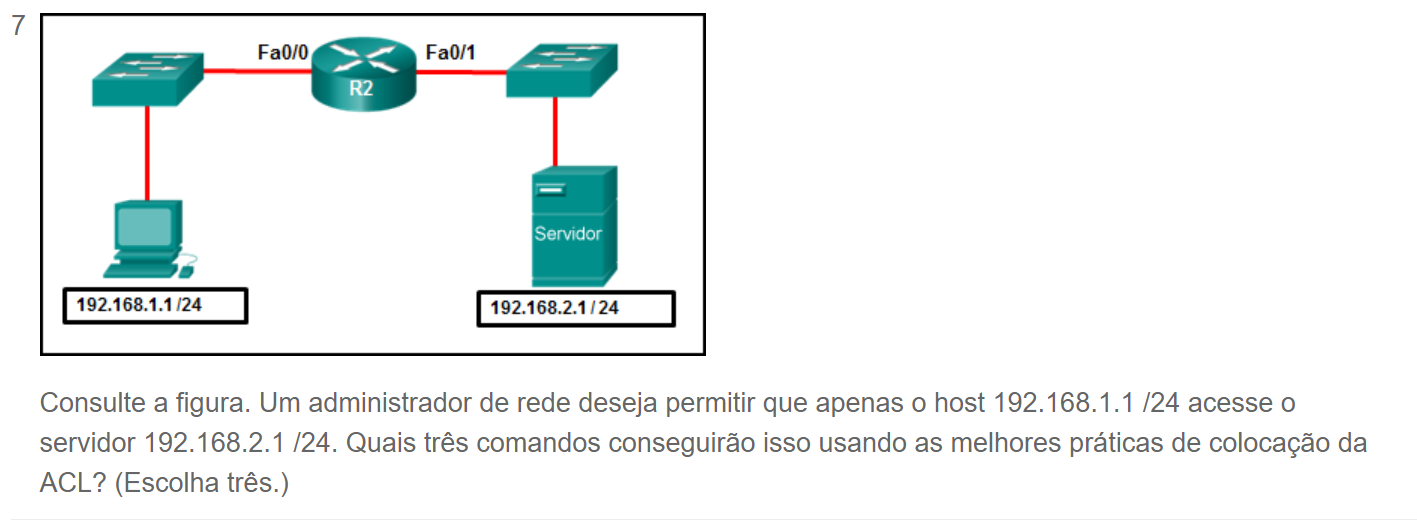 7
Fa0/0
Fa0/1
R2
Servidor
192.168.1.1 /24
192.168.2.1 / 24
Consulte a figura. Um administrador de rede deseja permitir que apenas o host 192.168.1.1 /24 acesse o
servidor 192.168.2.1 /24. Quais três comandos conseguirão isso usando as melhores práticas de colocação da
ACL? (Escolha três.)